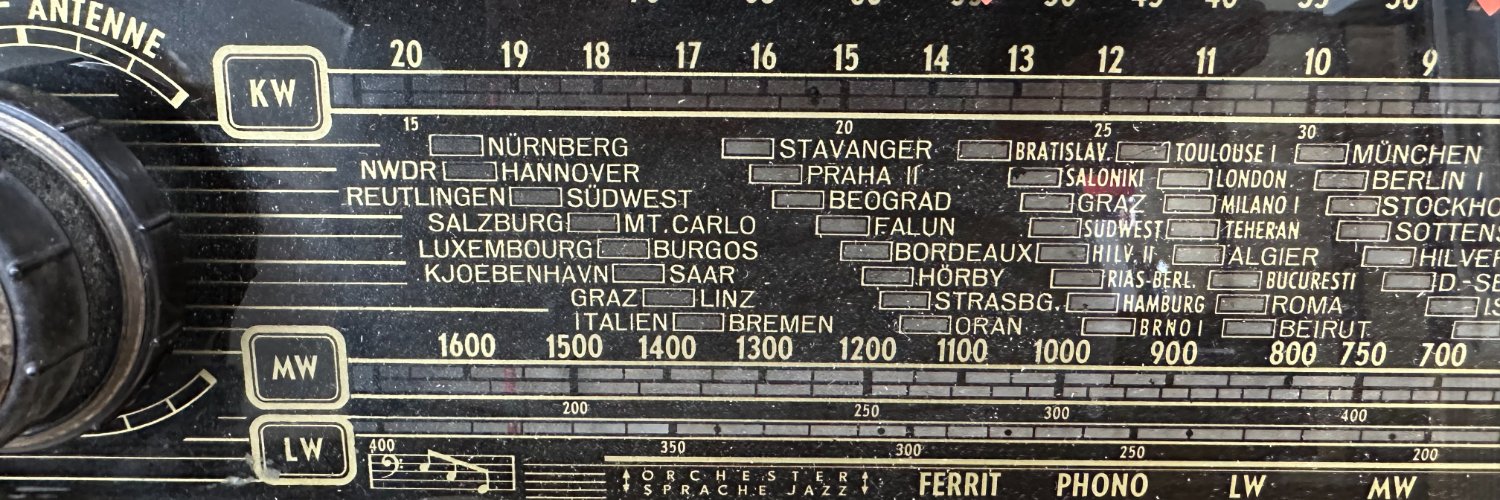 ANTENNE
20 19 18 17 16 15 14 13 12 11 10 9
KW
15 20 25 30
NÜRNBERG STAVANGER BRATISLAV. TOULOUSE I MÜNCHEN
NWDR HANNOVER PRAHA II SALONIKI LONDON BERLIN I
REUTLINGEN SÜDWEST BEOGRAD GRAZ MILANO I STOCKHO
SALZBURG MT.CARLO FALUN SÜDWEST TEHERAN SOTTENS
LUXEMBOURG BURGOS BORDEAUX HILV. II ALGIER HILVER
KJOEBENHAVN SAAR HÖRBY RIAS-BERL. BUCURESTI D.-SE
GRAZ LINZ STRASBG. HAMBURG ROMA
ITALIEN BREMEN ORAN BRNO I BEIRUT
1600 1500 1400 1300 1200 1100 1000 900 800 750 700
MW
200 250 300 400
LW
400 350 300 250 200
ORCHESTER
SPRACHE JAZZ
FERRIT PHONO LW MW